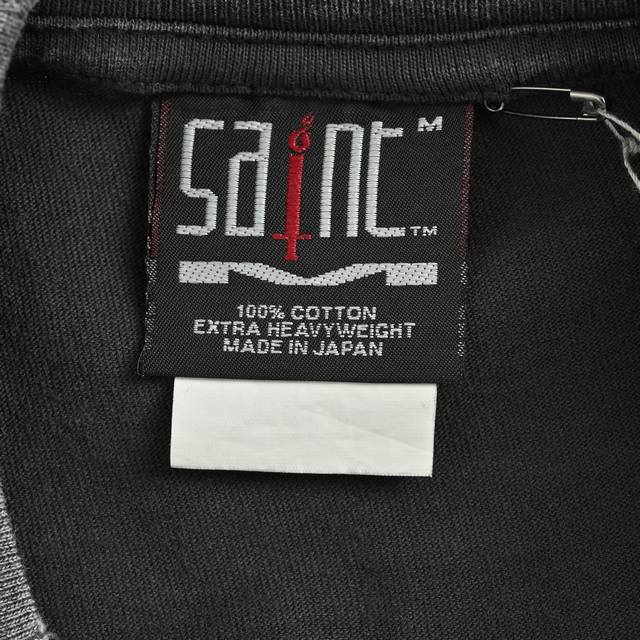 saint M
TM
100% COTTON
EXTRA HEAVYWEIGHT
MADE IN JAPAN